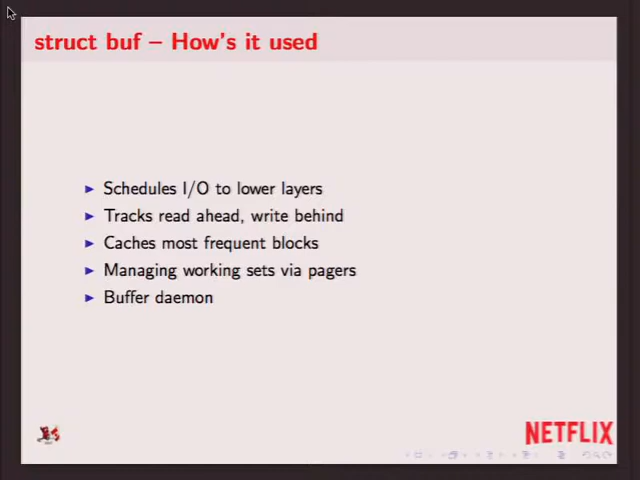 struct buf – How's it used
Schedules I/O to lower layers
Tracks read ahead, write behind
Caches most frequent blocks
Managing working sets via pagers
Buffer daemon
NETFLIX